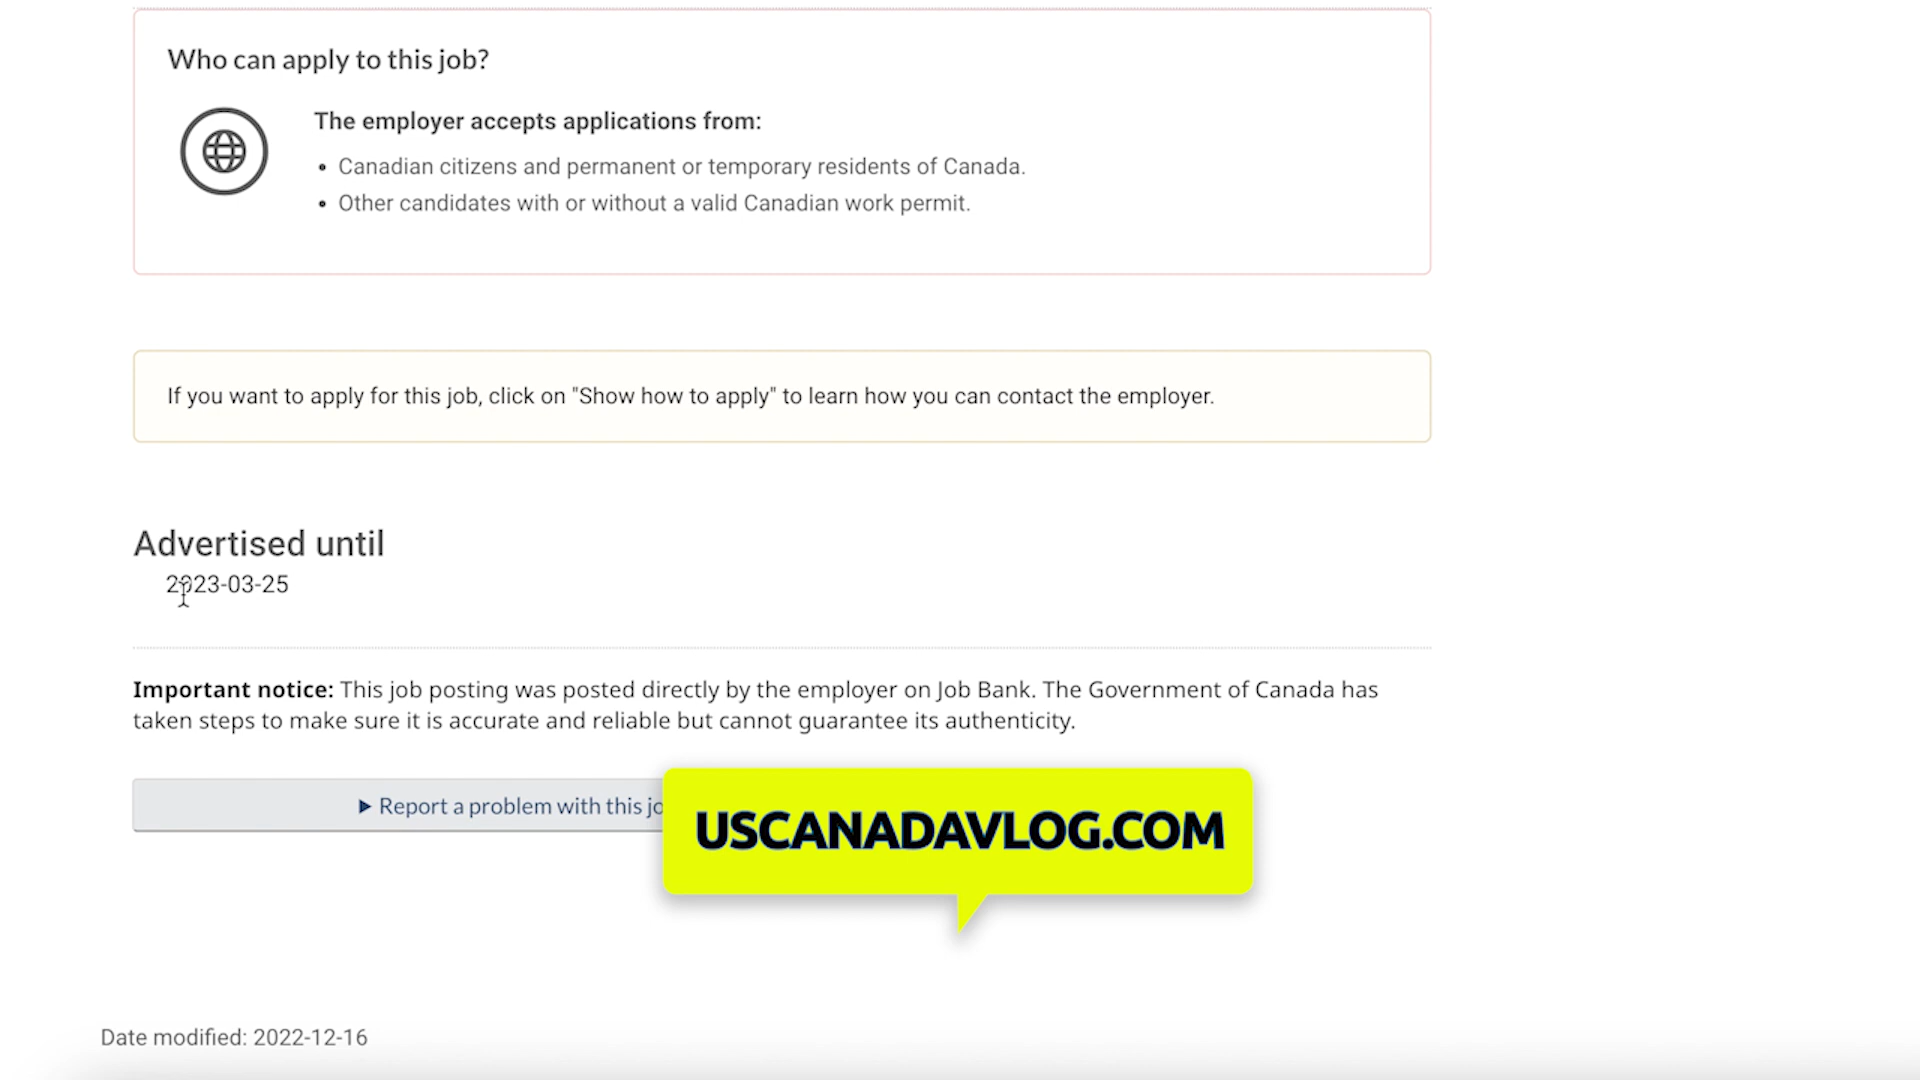 Who can apply to this job?
The employer accepts applications from:
• Canadian citizens and permanent or temporary residents of Canada.
• Other candidates with or without a valid Canadian work permit.
If you want to apply for this job, click on "Show how to apply" to learn how you can contact the employer.
Advertised until
2023-03-25
Important notice: This job posting was posted directly by the employer on Job Bank. The Government of Canada has
taken steps to make sure it is accurate and reliable but cannot guarantee its authenticity.
Report a problem with this jo
USCANADAVLOG.COM
Date modified: 2022-12-16